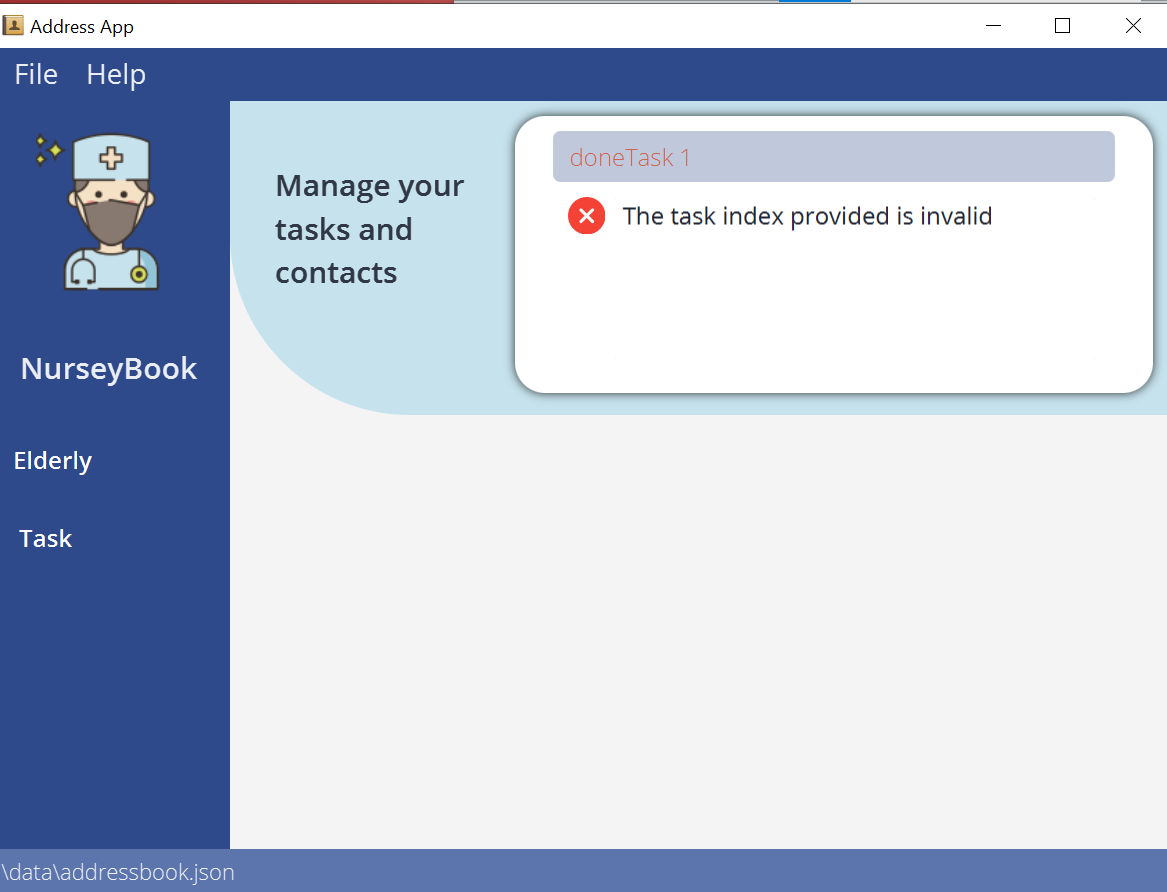 Address App
File Help
Manage your
tasks and
contacts
doneTask 1
The task index provided is invalid
NurseyBook
Elderly
Task
\data\addressbook.json